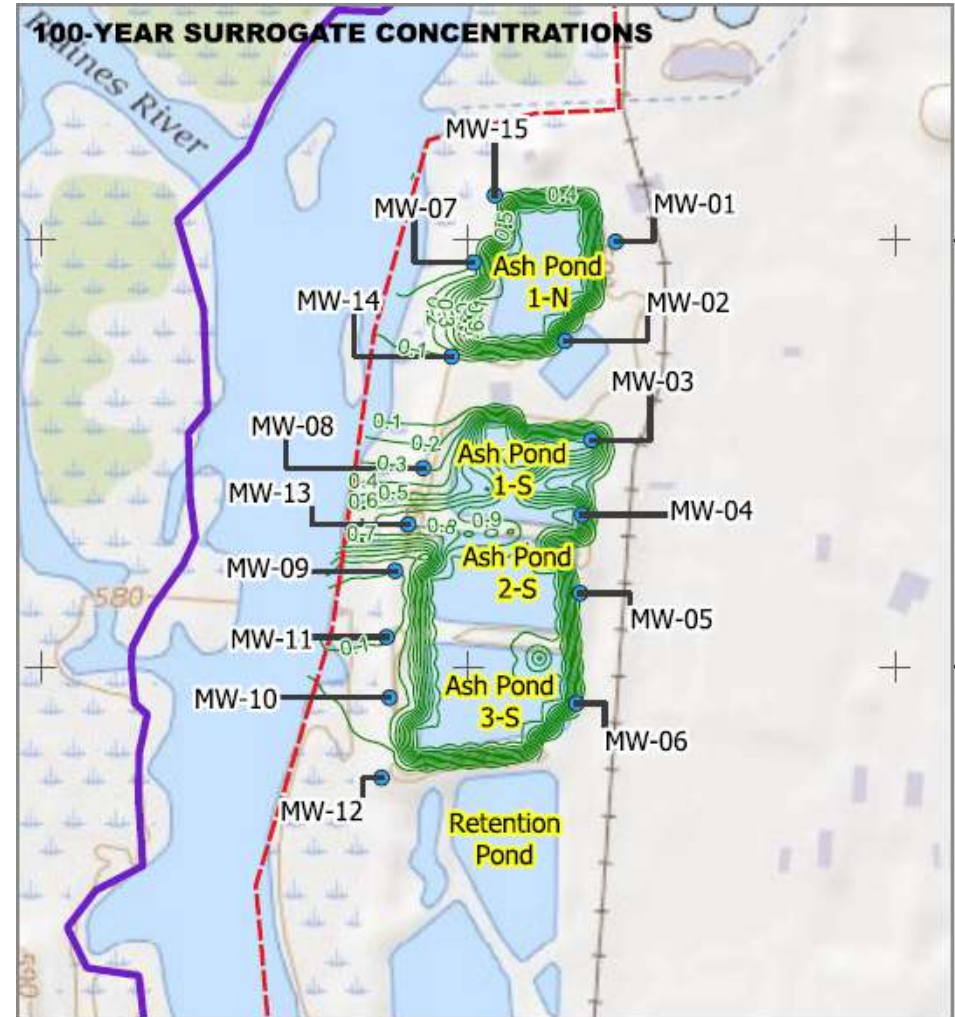 100-YEAR SURROGATE CONCENTRATIONS
Raines River
MW-15
0.4
MW-07
MW-01
0.5
Ash Pond
1-N
MW-14
MW-02
0.2
0.3
0.1
MW-03
0.1
MW-08
0.2
Ash Pond
1-S
0.3
0.4
MW-13
0.5
0.6
MW-04
0.8
0.9
0.7
Ash Pond
2-S
MW-09
580
MW-05
MW-11
0.1
Ash Pond
3-S
MW-10
MW-06
MW-12
Retention
Pond